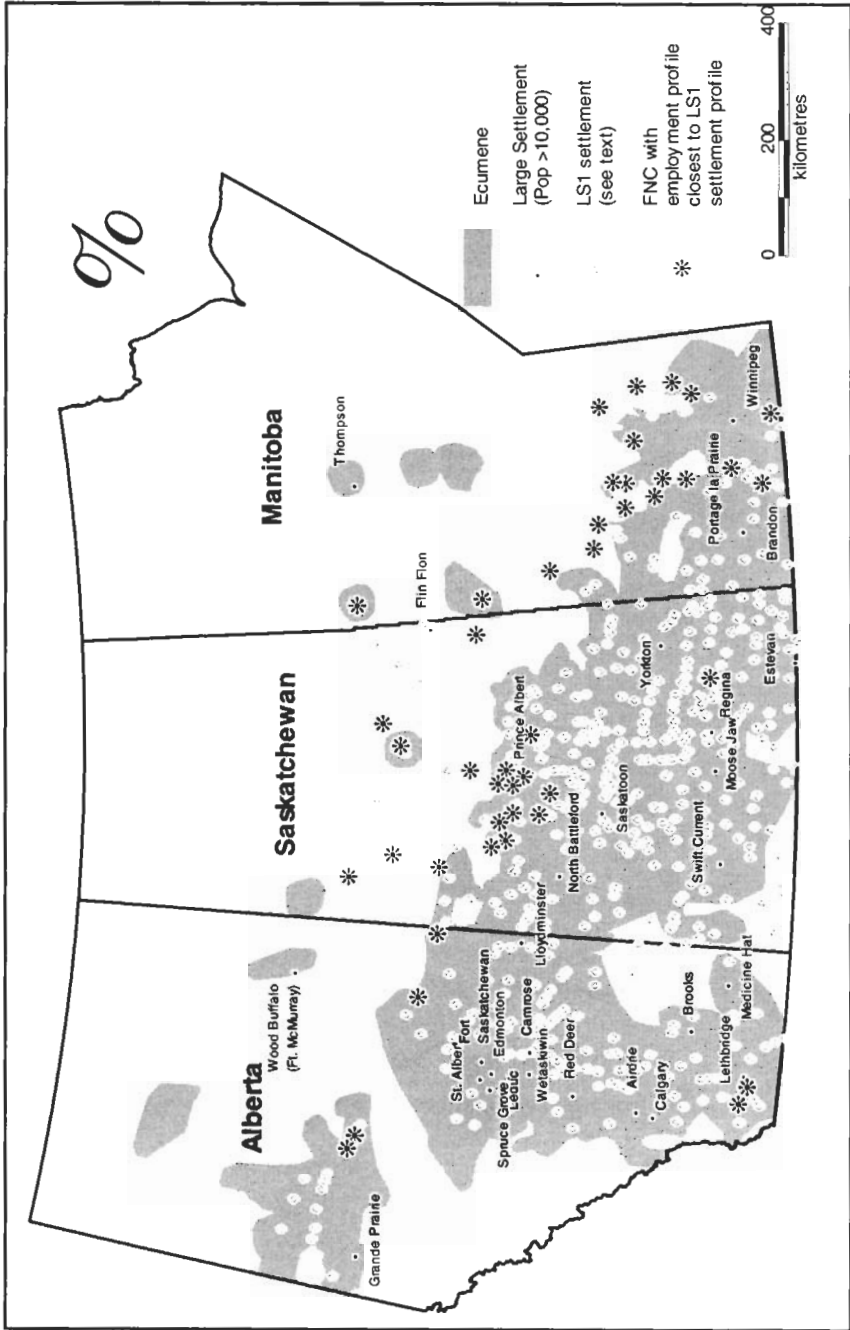 %
Alberta
Saskatchewan
Manitoba
Wood Buffalo
(Ft. McMurray)
Grande Prairie
St. Alber
Fort
Saskatchewan
Spruce Grove
Edmonton
Leduc
Camrose
Wetaskiwin
Lloydminster
Red Deer
Airdrie
Calgary
Brooks
Lethbridge
Medicine Hat
Prince Albert
North Battleford
Saskatoon
Yorkton
Swift Current
Moose Jaw
Regina
Estevan
Flin Flon
Thompson
Portage la Prairie
Brandon
Winnipeg
Ecumene
Large Settlement
(Pop >10,000)
LS1 settlement
(see text)
FNC with
employment profile
closest to LS1
settlement profile
0 200 400
kilometres